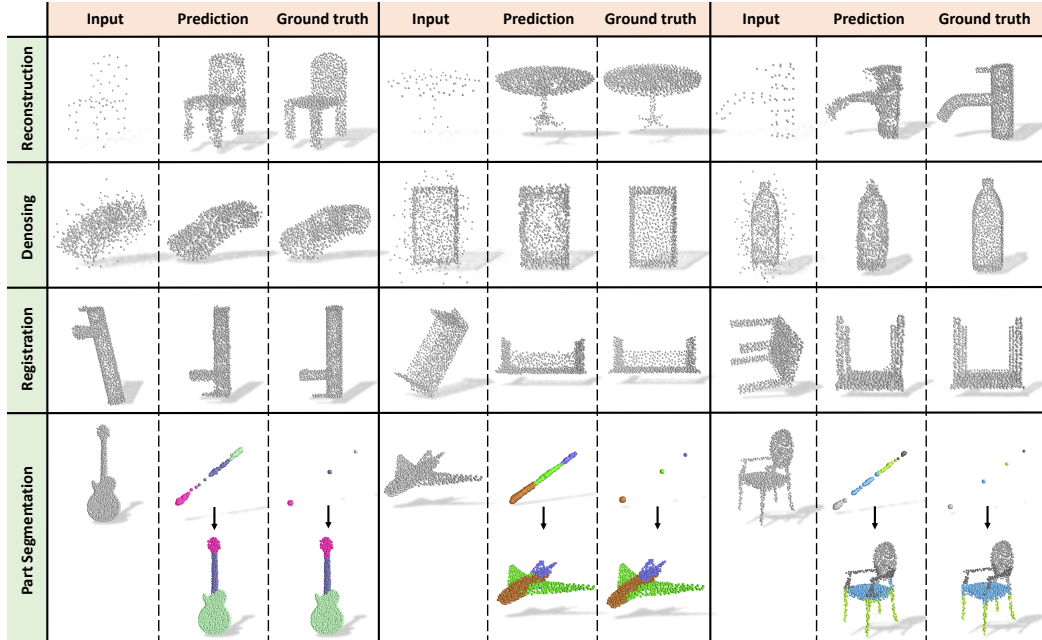 Input Prediction Ground truth Input Prediction Ground truth Input Prediction Ground truth
Reconstruction
Denosing
Registration
Part Segmentation